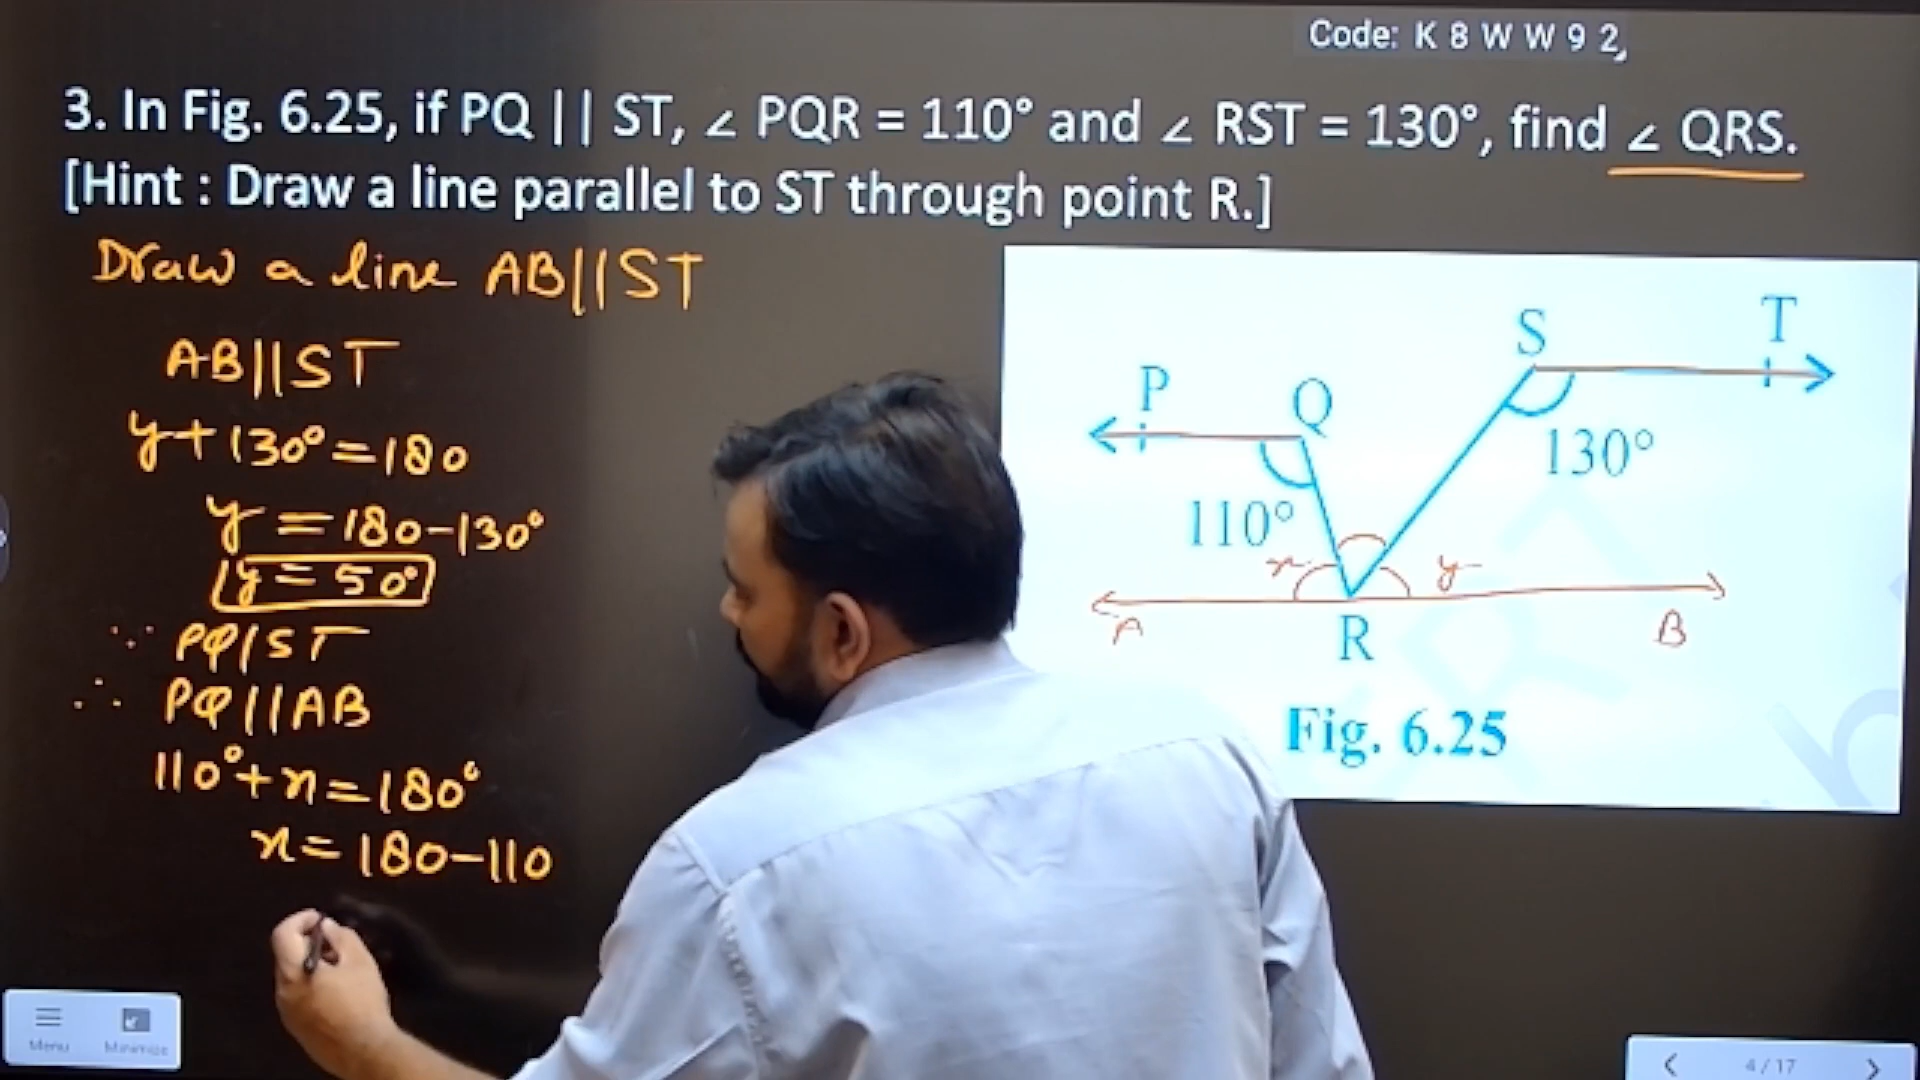 Code: K 8 W W 9 2,
3. In Fig. 6.25, if PQ || ST, ∠ PQR = 110° and ∠ RST = 130°, find ∠ QRS.
[Hint : Draw a line parallel to ST through point R.]
Draw a line AB||ST
AB||ST
y+130°=180
y=180-130°
y=50°
∵ PQ|ST
∴ PQ||AB
110°+x=180°
x=180-110
P
Q
S
T
110°
130°
x
y
A
R
B
Fig. 6.25
Menu
Minimize
4/17